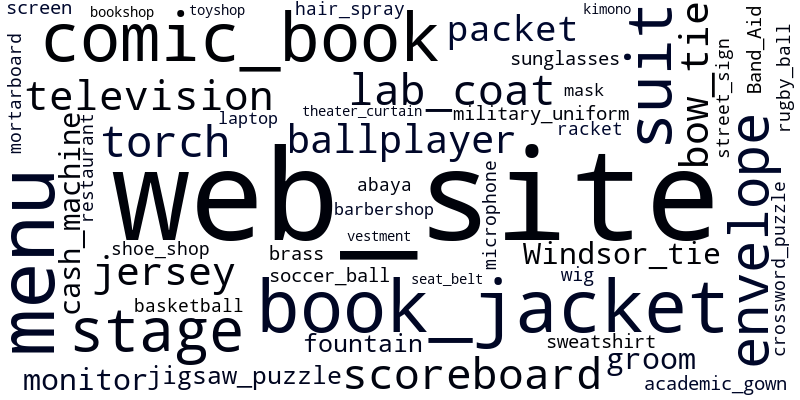 screen
bookshop
toyshop
hair_spray
kimono
comic_book
packet
suit
bow_tie
Band_Aid
rugby_ball
sunglasses
street_sign
mortarboard
television
lab_coat
mask
theater_curtain
military_uniform
laptop
restaurant
cash_machine
torch
ballplayer
racket
web_site
envelope
menu
abaya
barbershop
microphone
crossword_puzzle
vestment
shoe_shop
brass
Windsor_tie
jersey
soccer_ball
seat_belt
wig
basketball
book_jacket
stage
fountain
sweatshirt
groom
monitor
jigsaw_puzzle
scoreboard
academic_gown